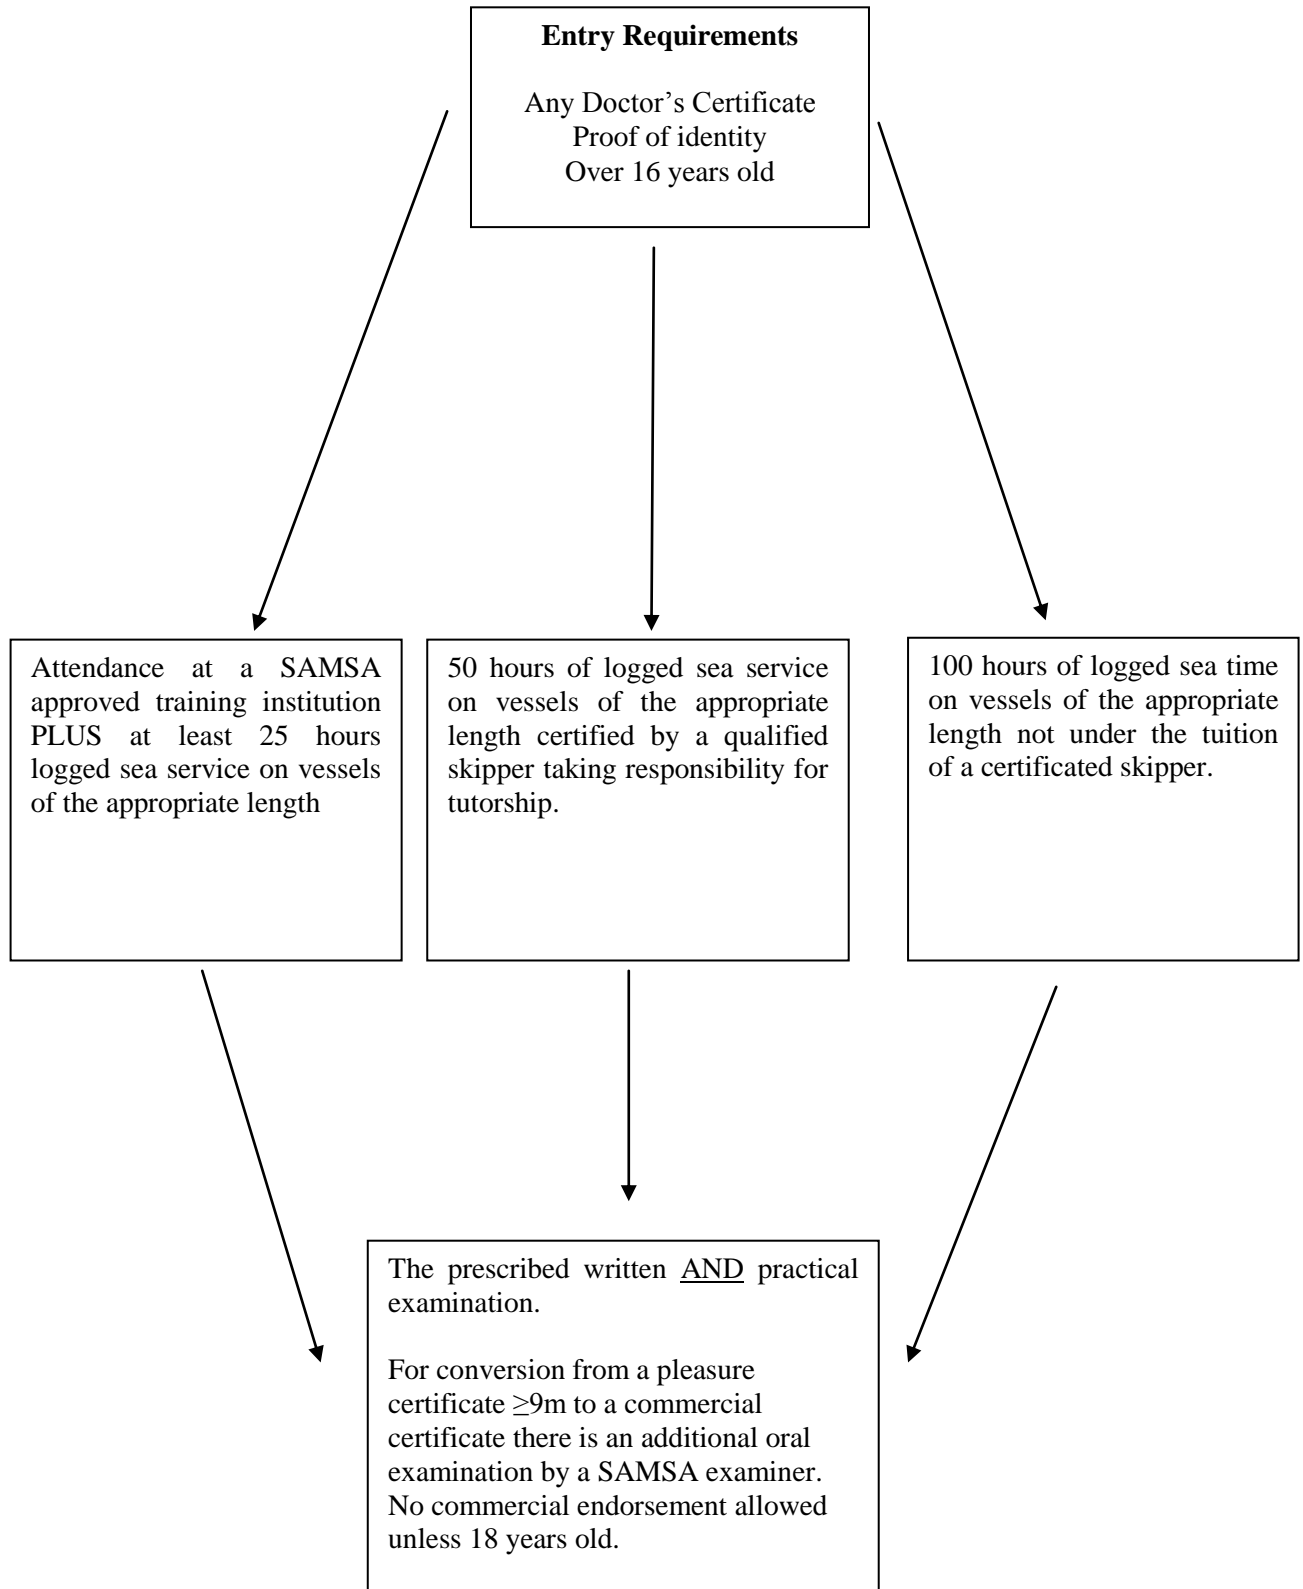 Entry Requirements
Any Doctor’s Certificate
Proof of identity
Over 16 years old
Attendance at a SAMSA
approved training institution
PLUS at least 25 hours
logged sea service on vessels
of the appropriate length
50 hours of logged sea service
on vessels of the appropriate
length certified by a qualified
skipper taking responsibility for
tutorship.
100 hours of logged sea time
on vessels of the appropriate
length not under the tuition
of a certificated skipper.
The prescribed written AND practical
examination.
For conversion from a pleasure
certificate ≥9m to a commercial
certificate there is an additional oral
examination by a SAMSA examiner.
No commercial endorsement allowed
unless 18 years old.